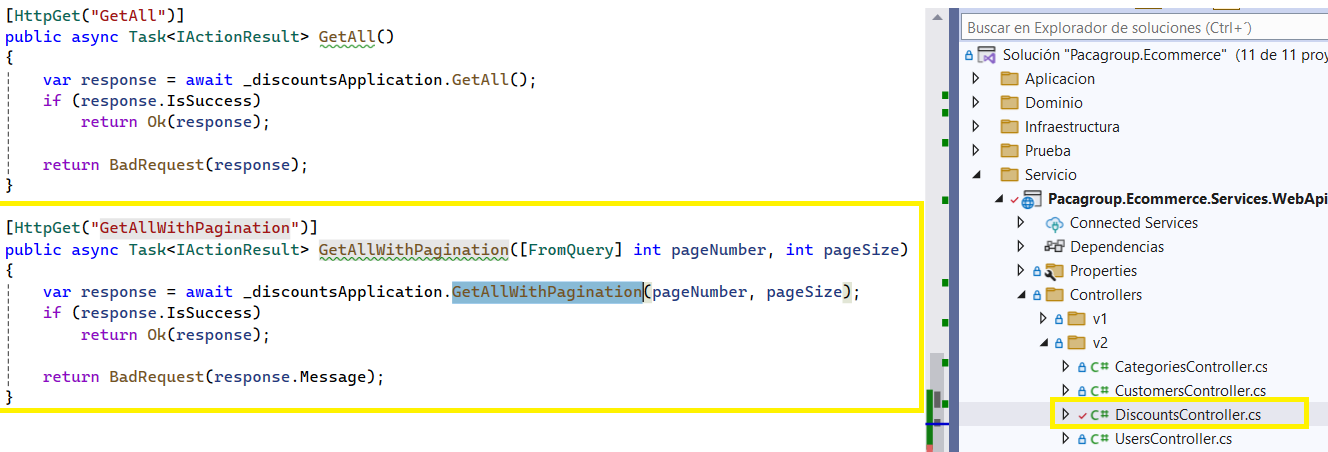 [HttpGet("GetAll")]
public async Task<IActionResult> GetAll()
{
    var response = await _discountsApplication.GetAll();
    if (response.IsSuccess)
        return Ok(response);

    return BadRequest(response);
}

[HttpGet("GetAllWithPagination")]
public async Task<IActionResult> GetAllWithPagination([FromQuery] int pageNumber, int pageSize)
{
    var response = await _discountsApplication.GetAllWithPagination(pageNumber, pageSize);
    if (response.IsSuccess)
        return Ok(response);

    return BadRequest(response.Message);
}
Buscar en Explorador de soluciones (Ctrl+´)
Solución "Pacagroup.Ecommerce" (11 de 11 proy
Aplicacion
Dominio
Infraestructura
Prueba
Servicio
Pacagroup.Ecommerce.Services.WebApi
Connected Services
Dependencias
Properties
Controllers
v1
v2
C# CategoriesController.cs
C# CustomersController.cs
C# DiscountsController.cs
C# UsersController.cs